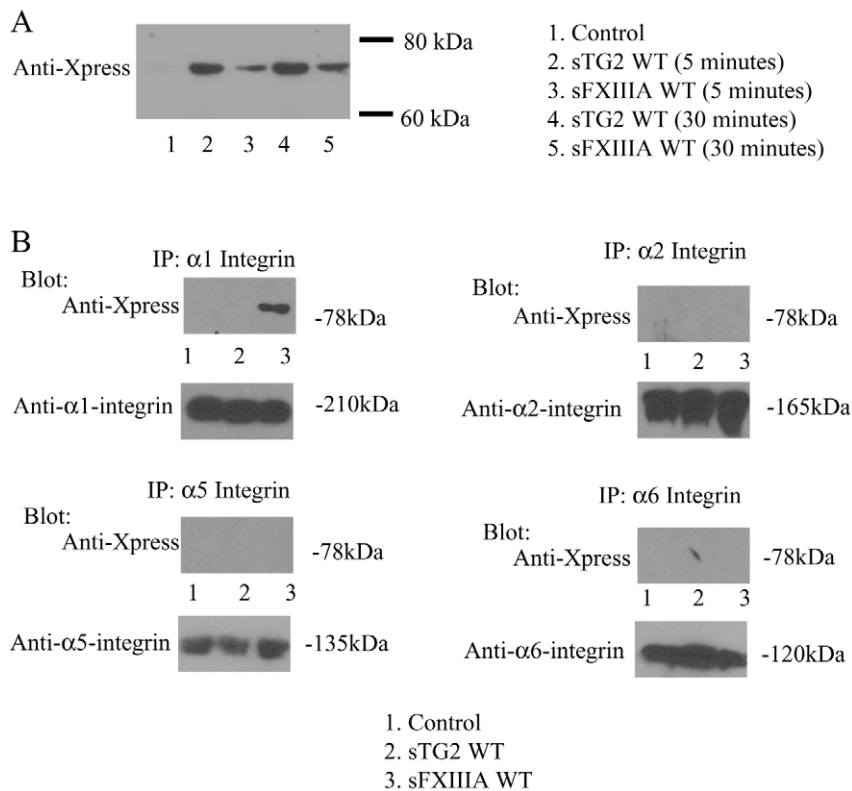 A
Anti-Xpress
80 kDa
60 kDa
1 2 3 4 5
1. Control
2. sTG2 WT (5 minutes)
3. sFXIIIA WT (5 minutes)
4. sTG2 WT (30 minutes)
5. sFXIIIA WT (30 minutes)
B
IP: α1 Integrin
Blot:
Anti-Xpress
-78kDa
1 2 3
Anti-α1-integrin
-210kDa
IP: α2 Integrin
Blot:
Anti-Xpress
-78kDa
1 2 3
Anti-α2-integrin
-165kDa
IP: α5 Integrin
Blot:
Anti-Xpress
-78kDa
1 2 3
Anti-α5-integrin
-135kDa
IP: α6 Integrin
Blot:
Anti-Xpress
-78kDa
1 2 3
Anti-α6-integrin
-120kDa
1. Control
2. sTG2 WT
3. sFXIIIA WT